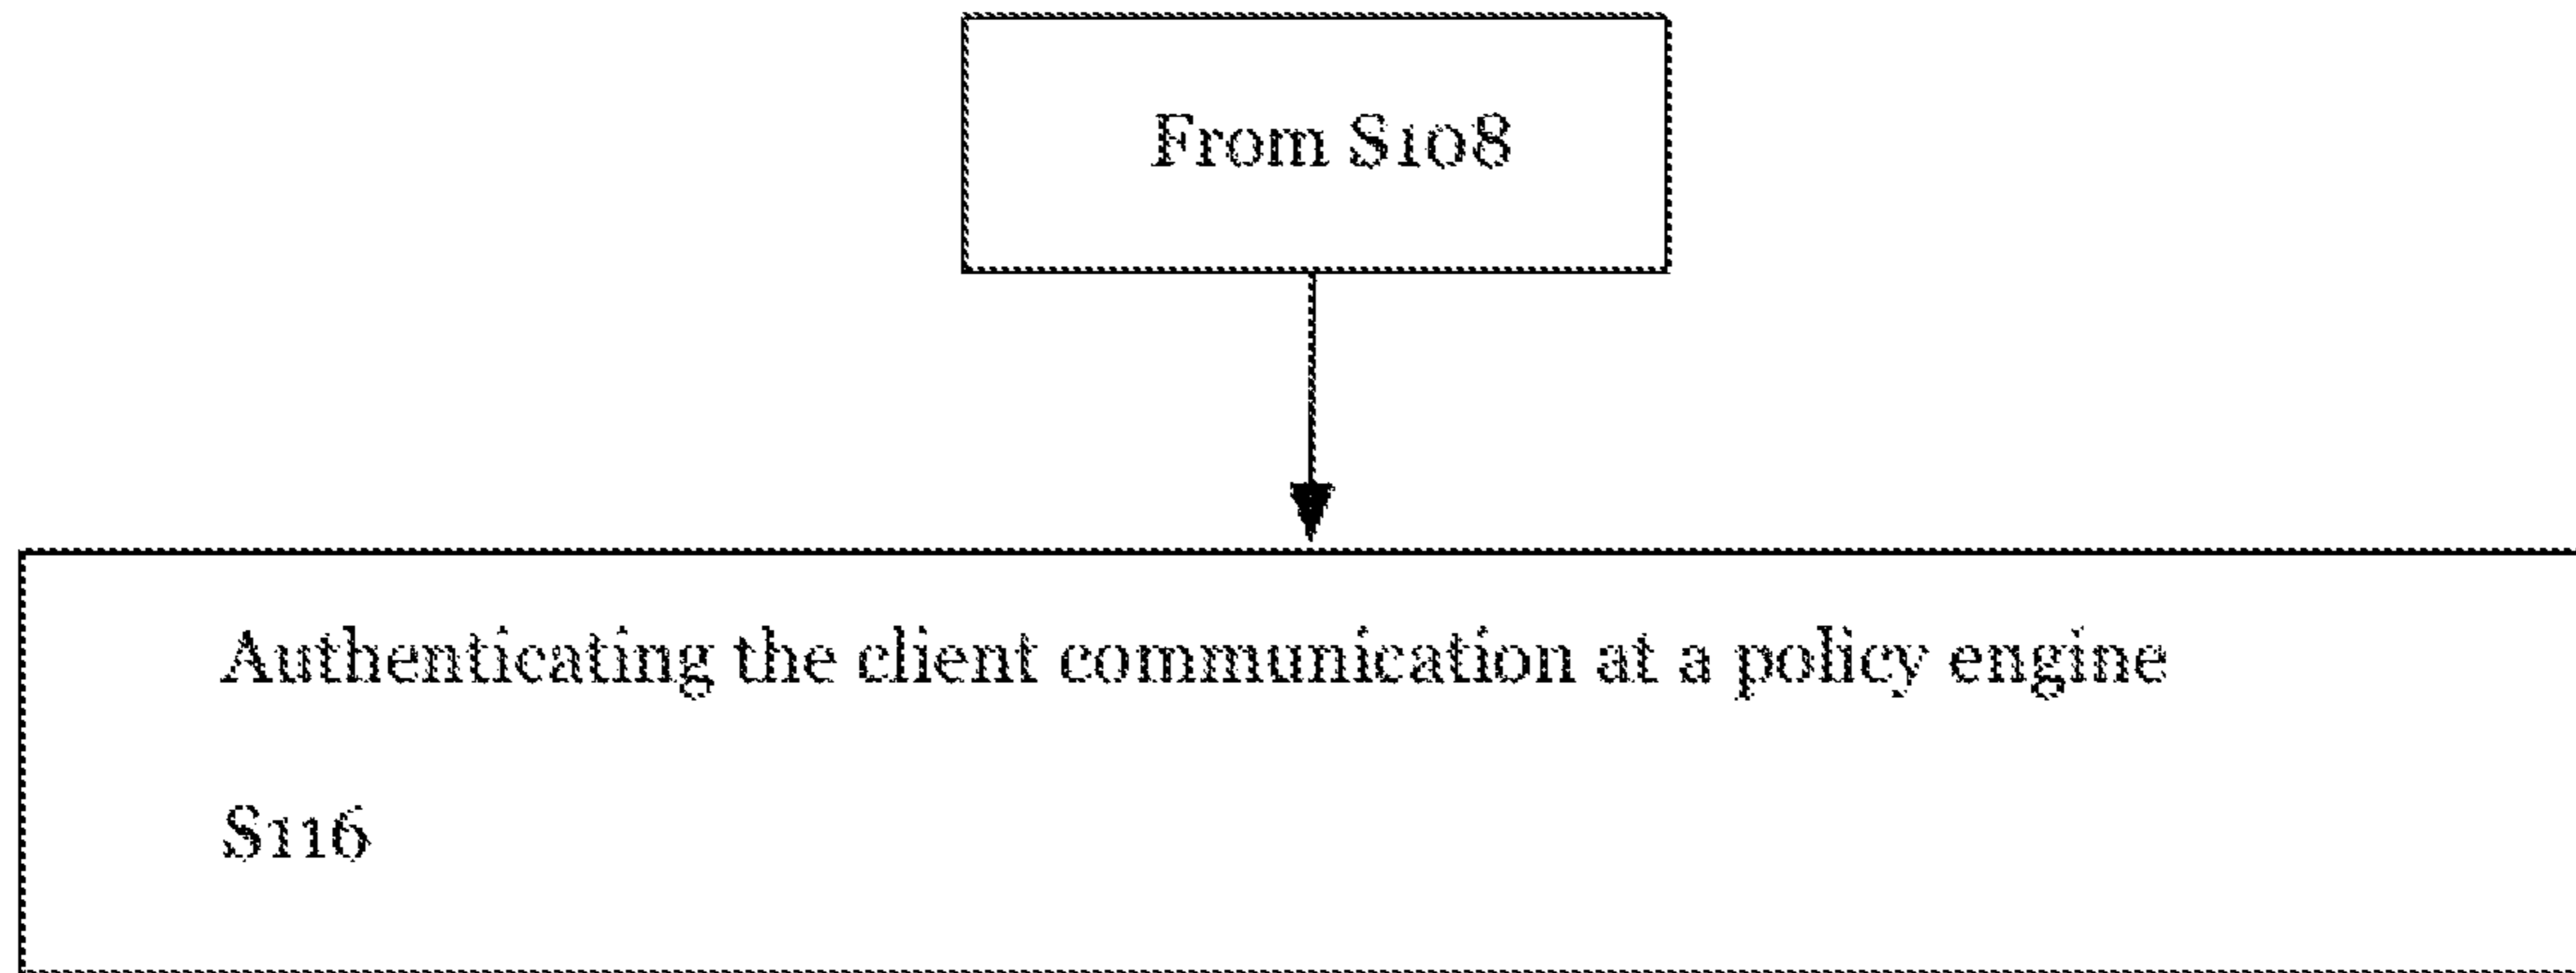 From S108
Authenticating the client communication at a policy engine
S116